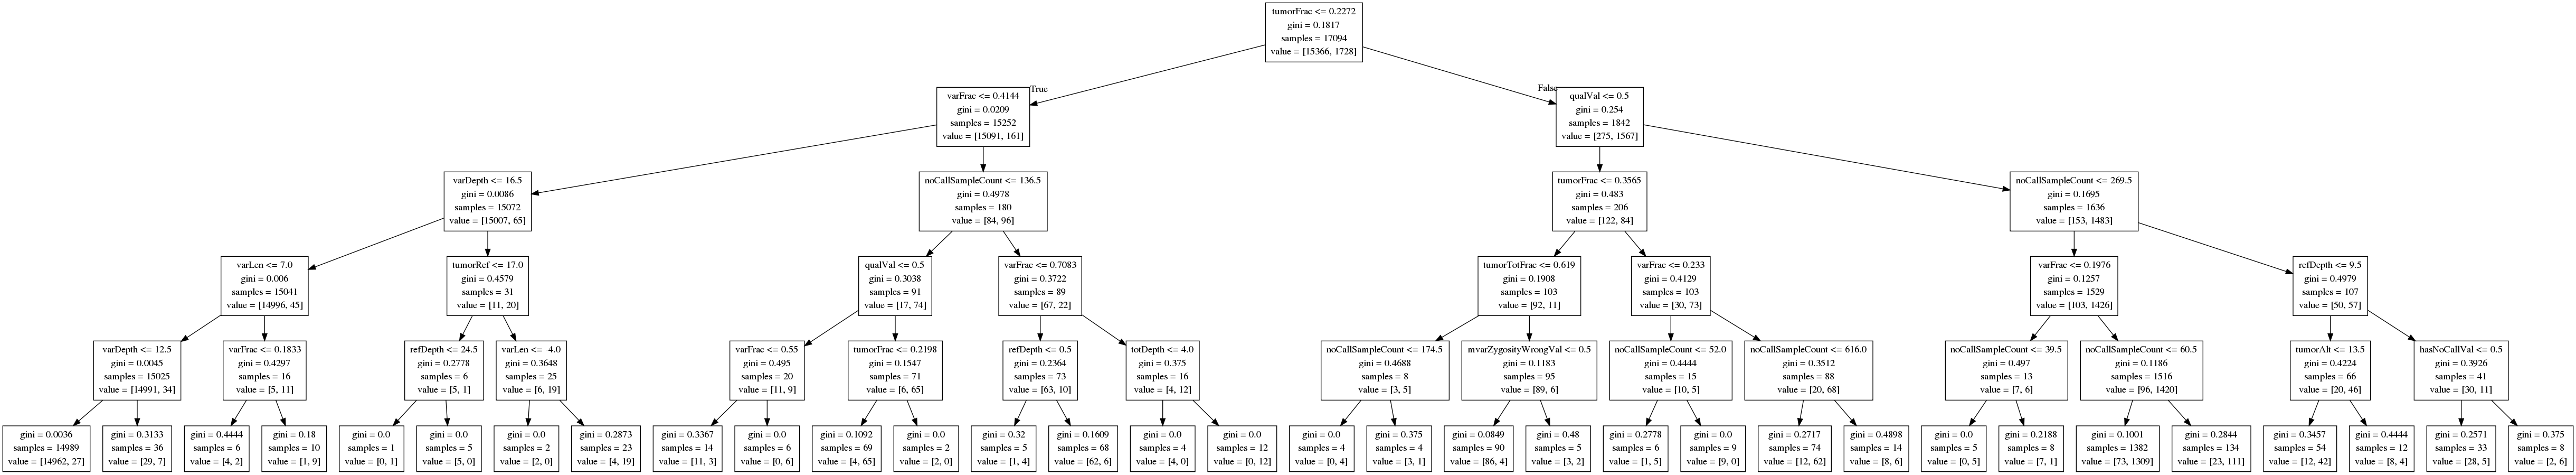 tumorFrac <= 0.2272
gini = 0.1817
samples = 17094
value = [15366, 1728]
True
False
varFrac <= 0.4144
gini = 0.0209
samples = 15252
value = [15091, 161]
qualVal <= 0.5
gini = 0.254
samples = 1842
value = [275, 1567]
varDepth <= 16.5
gini = 0.0086
samples = 15072
value = [15007, 65]
noCallSampleCount <= 136.5
gini = 0.4978
samples = 180
value = [84, 96]
tumorFrac <= 0.3565
gini = 0.483
samples = 206
value = [122, 84]
noCallSampleCount <= 269.5
gini = 0.1695
samples = 1636
value = [153, 1483]
varLen <= 7.0
gini = 0.006
samples = 15041
value = [14996, 45]
tumorRef <= 17.0
gini = 0.4579
samples = 31
value = [11, 20]
qualVal <= 0.5
gini = 0.3038
samples = 91
value = [17, 74]
varFrac <= 0.7083
gini = 0.3722
samples = 89
value = [67, 22]
tumorTotFrac <= 0.619
gini = 0.1908
samples = 103
value = [92, 11]
varFrac <= 0.233
gini = 0.4129
samples = 103
value = [30, 73]
varFrac <= 0.1976
gini = 0.1257
samples = 1529
value = [103, 1426]
refDepth <= 9.5
gini = 0.4979
samples = 107
value = [50, 57]
varDepth <= 12.5
gini = 0.0045
samples = 15025
value = [14991, 34]
varFrac <= 0.1833
gini = 0.4297
samples = 16
value = [5, 11]
refDepth <= 24.5
gini = 0.2778
samples = 6
value = [5, 1]
varLen <= -4.0
gini = 0.3648
samples = 25
value = [6, 19]
varFrac <= 0.55
gini = 0.495
samples = 20
value = [11, 9]
tumorFrac <= 0.2198
gini = 0.1547
samples = 71
value = [6, 65]
refDepth <= 0.5
gini = 0.2364
samples = 73
value = [63, 10]
totDepth <= 4.0
gini = 0.375
samples = 16
value = [4, 12]
noCallSampleCount <= 174.5
gini = 0.4688
samples = 8
value = [3, 5]
mvarZygosityWrongVal <= 0.5
gini = 0.1183
samples = 95
value = [89, 6]
noCallSampleCount <= 52.0
gini = 0.4444
samples = 15
value = [10, 5]
noCallSampleCount <= 616.0
gini = 0.3512
samples = 88
value = [20, 68]
noCallSampleCount <= 39.5
gini = 0.497
samples = 13
value = [7, 6]
noCallSampleCount <= 60.5
gini = 0.1186
samples = 1516
value = [96, 1420]
tumorAlt <= 13.5
gini = 0.4224
samples = 66
value = [20, 46]
hasNoCallVal <= 0.5
gini = 0.3926
samples = 41
value = [30, 11]
gini = 0.0036
samples = 14989
value = [14962, 27]
gini = 0.3133
samples = 36
value = [29, 7]
gini = 0.4444
samples = 6
value = [4, 2]
gini = 0.18
samples = 10
value = [1, 9]
gini = 0.0
samples = 1
value = [0, 1]
gini = 0.0
samples = 5
value = [5, 0]
gini = 0.0
samples = 2
value = [2, 0]
gini = 0.2873
samples = 23
value = [4, 19]
gini = 0.3367
samples = 14
value = [11, 3]
gini = 0.0
samples = 6
value = [0, 6]
gini = 0.1092
samples = 69
value = [4, 65]
gini = 0.0
samples = 2
value = [2, 0]
gini = 0.32
samples = 5
value = [1, 4]
gini = 0.1609
samples = 68
value = [62, 6]
gini = 0.0
samples = 4
value = [4, 0]
gini = 0.0
samples = 12
value = [0, 12]
gini = 0.0
samples = 4
value = [0, 4]
gini = 0.375
samples = 4
value = [3, 1]
gini = 0.0849
samples = 90
value = [86, 4]
gini = 0.48
samples = 5
value = [3, 2]
gini = 0.2778
samples = 6
value = [1, 5]
gini = 0.0
samples = 9
value = [9, 0]
gini = 0.2717
samples = 74
value = [12, 62]
gini = 0.4898
samples = 14
value = [8, 6]
gini = 0.0
samples = 5
value = [0, 5]
gini = 0.2188
samples = 8
value = [7, 1]
gini = 0.1001
samples = 1382
value = [73, 1309]
gini = 0.2844
samples = 134
value = [23, 111]
gini = 0.3457
samples = 54
value = [12, 42]
gini = 0.4444
samples = 12
value = [8, 4]
gini = 0.2571
samples = 33
value = [28, 5]
gini = 0.375
samples = 8
value = [2, 6]